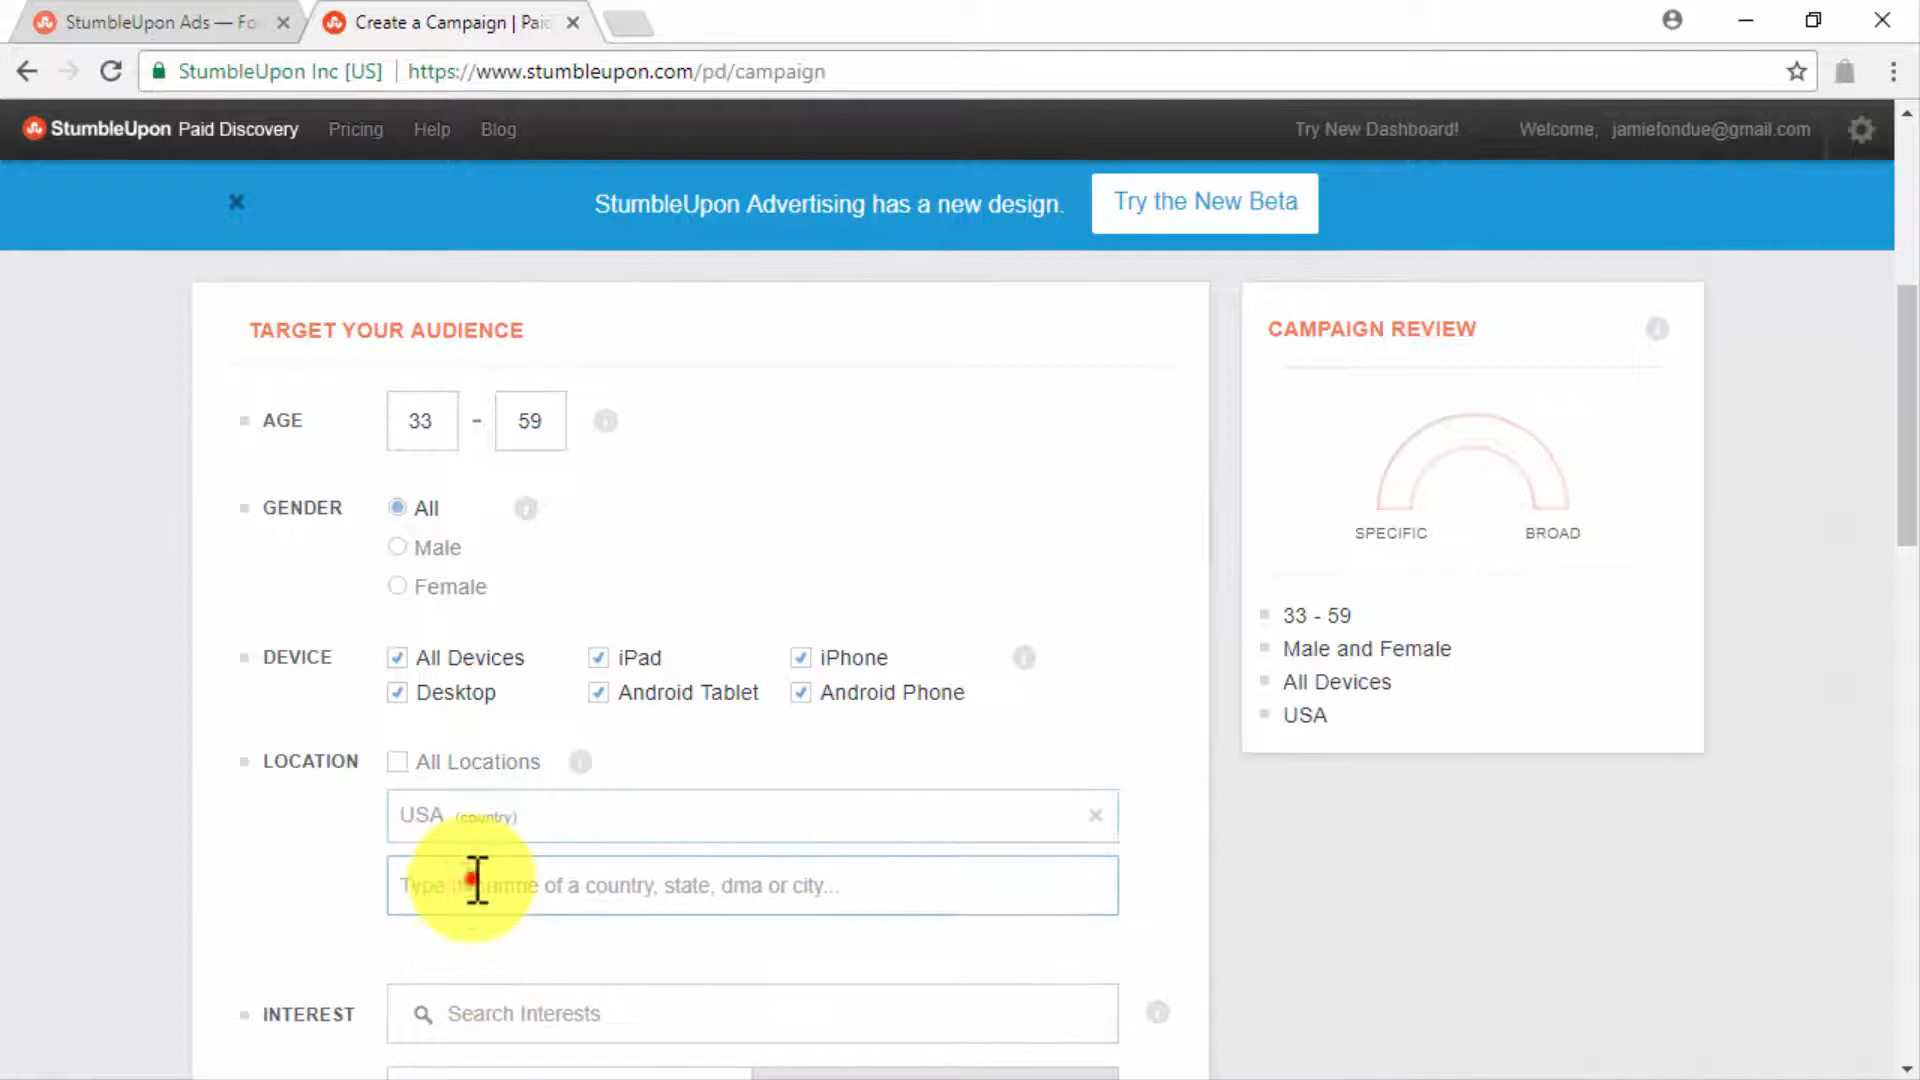 StumbleUpon Ads — Fo
Create a Campaign | Paid
StumbleUpon Inc [US]
https://www.stumbleupon.com/pd/campaign
StumbleUpon Paid Discovery
Pricing
Help
Blog
Try New Dashboard!
Welcome, jamiefondue@gmail.com
StumbleUpon Advertising has a new design.
Try the New Beta
TARGET YOUR AUDIENCE
AGE
33 - 59
GENDER
All
Male
Female
DEVICE
All Devices
iPad
iPhone
Desktop
Android Tablet
Android Phone
LOCATION
All Locations
USA (country)
Type of a country, state, dma or city...
INTEREST
Search Interests
CAMPAIGN REVIEW
SPECIFIC
BROAD
33 - 59
Male and Female
All Devices
USA